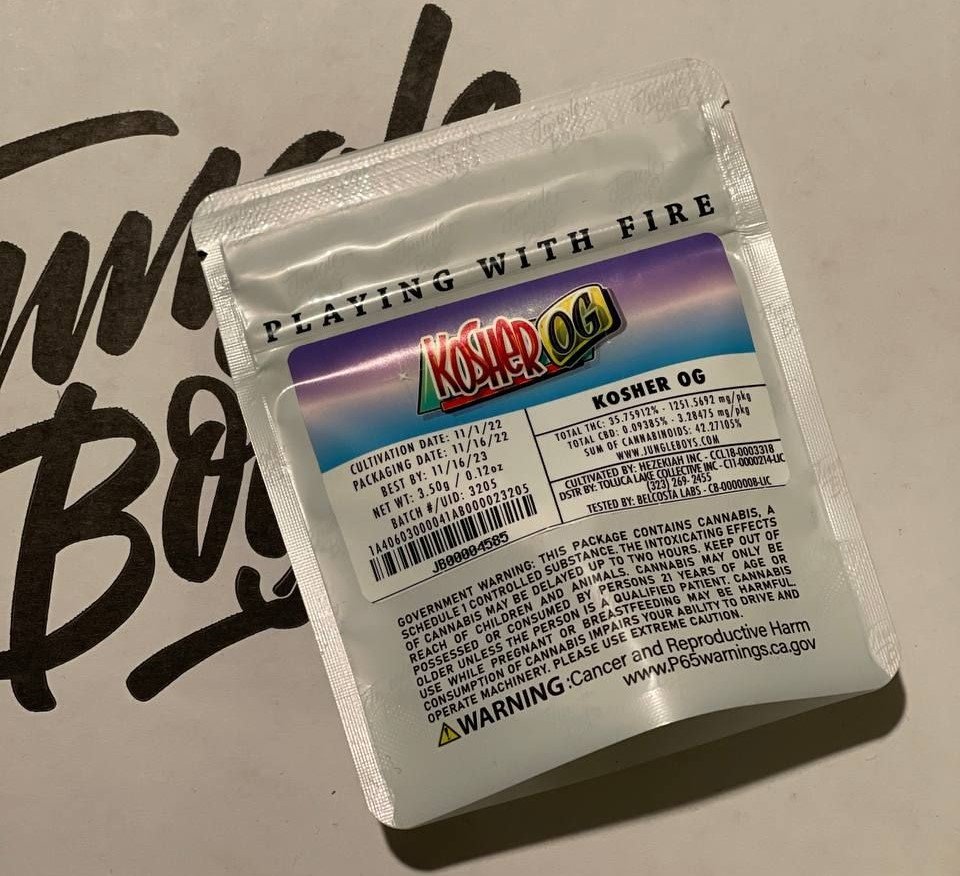 Jungle
Boys
PLAYING WITH FIRE
KOSHER OG
CULTIVATION DATE: 11/1/22
PACKAGING DATE: 11/16/22
BEST BY: 11/16/23
NET WT: 3.50g / 0.12oz
BATCH #/UID: 3205
1A40603000041AB000023205
JB00004585
KOSHER OG
TOTAL THC: 35.75912% - 1251.5692 mg/pkg
TOTAL CBD: 0.09385% - 3.28475 mg/pkg
SUM OF CANNABINOIDS: 42.27105%
WWW.JUNGLEBOYS.COM
CULTIVATED BY: HEZEKIAH INC - CCL18-0003318
DSTR BY: TOLUCA LAKE COLLECTIVE INC - C11-0000214-LIC
(323) 269-2455
TESTED BY: BELCOSTA LABS - C8-0000008-LIC
GOVERNMENT WARNING: THIS PACKAGE CONTAINS CANNABIS, A
SCHEDULE 1 CONTROLLED SUBSTANCE, THE INTOXICATING EFFECTS
OF CANNABIS MAY BE DELAYED UP TO TWO HOURS. KEEP OUT OF
REACH OF CHILDREN AND ANIMALS. CANNABIS MAY ONLY BE
POSSESSED OR CONSUMED BY PERSONS 21 YEARS OF AGE OR
OLDER UNLESS THE PERSON IS A QUALIFIED PATIENT. CANNABIS
USE WHILE PREGNANT OR BREASTFEEDING MAY BE HARMFUL.
CONSUMPTION OF CANNABIS IMPAIRS YOUR ABILITY TO DRIVE AND
OPERATE MACHINERY. PLEASE USE EXTREME CAUTION.
WARNING:Cancer and Reproductive Harm
www.P65warnings.ca.gov